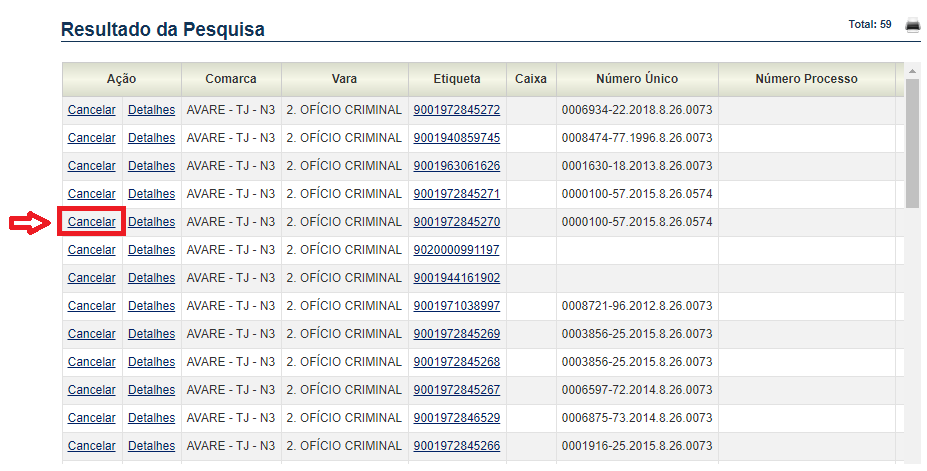 Resultado da Pesquisa
Total: 59
Ação Comarca Vara Etiqueta Caixa Número Único Número Processo
Cancelar Detalhes AVARE - TJ - N3 2. OFÍCIO CRIMINAL 9001972845272 0006934-22.2018.8.26.0073
Cancelar Detalhes AVARE - TJ - N3 2. OFÍCIO CRIMINAL 9001940859745 0008474-77.1996.8.26.0073
Cancelar Detalhes AVARE - TJ - N3 2. OFÍCIO CRIMINAL 9001963061626 0001630-18.2013.8.26.0073
Cancelar Detalhes AVARE - TJ - N3 2. OFÍCIO CRIMINAL 9001972845271 0000100-57.2015.8.26.0574
Cancelar Detalhes AVARE - TJ - N3 2. OFÍCIO CRIMINAL 9001972845270 0000100-57.2015.8.26.0574
Cancelar Detalhes AVARE - TJ - N3 2. OFÍCIO CRIMINAL 9020000991197
Cancelar Detalhes AVARE - TJ - N3 2. OFÍCIO CRIMINAL 9001944161902
Cancelar Detalhes AVARE - TJ - N3 2. OFÍCIO CRIMINAL 9001971038997 0008721-96.2012.8.26.0073
Cancelar Detalhes AVARE - TJ - N3 2. OFÍCIO CRIMINAL 9001972845269 0003856-25.2015.8.26.0073
Cancelar Detalhes AVARE - TJ - N3 2. OFÍCIO CRIMINAL 9001972845268 0003856-25.2015.8.26.0073
Cancelar Detalhes AVARE - TJ - N3 2. OFÍCIO CRIMINAL 9001972845267 0006597-72.2014.8.26.0073
Cancelar Detalhes AVARE - TJ - N3 2. OFÍCIO CRIMINAL 9001972846529 0006875-73.2014.8.26.0073
Cancelar Detalhes AVARE - TJ - N3 2. OFÍCIO CRIMINAL 9001972845266 0001916-25.2015.8.26.0073